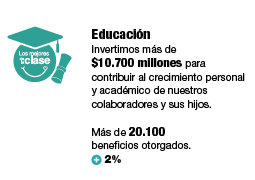 Los mejores
en clase
Educación
Invertimos más de
$10.700 millones para
contribuir al crecimiento personal
y académico de nuestros
colaboradores y sus hijos.
Más de 20.100
beneficios otorgados.
+ 2%